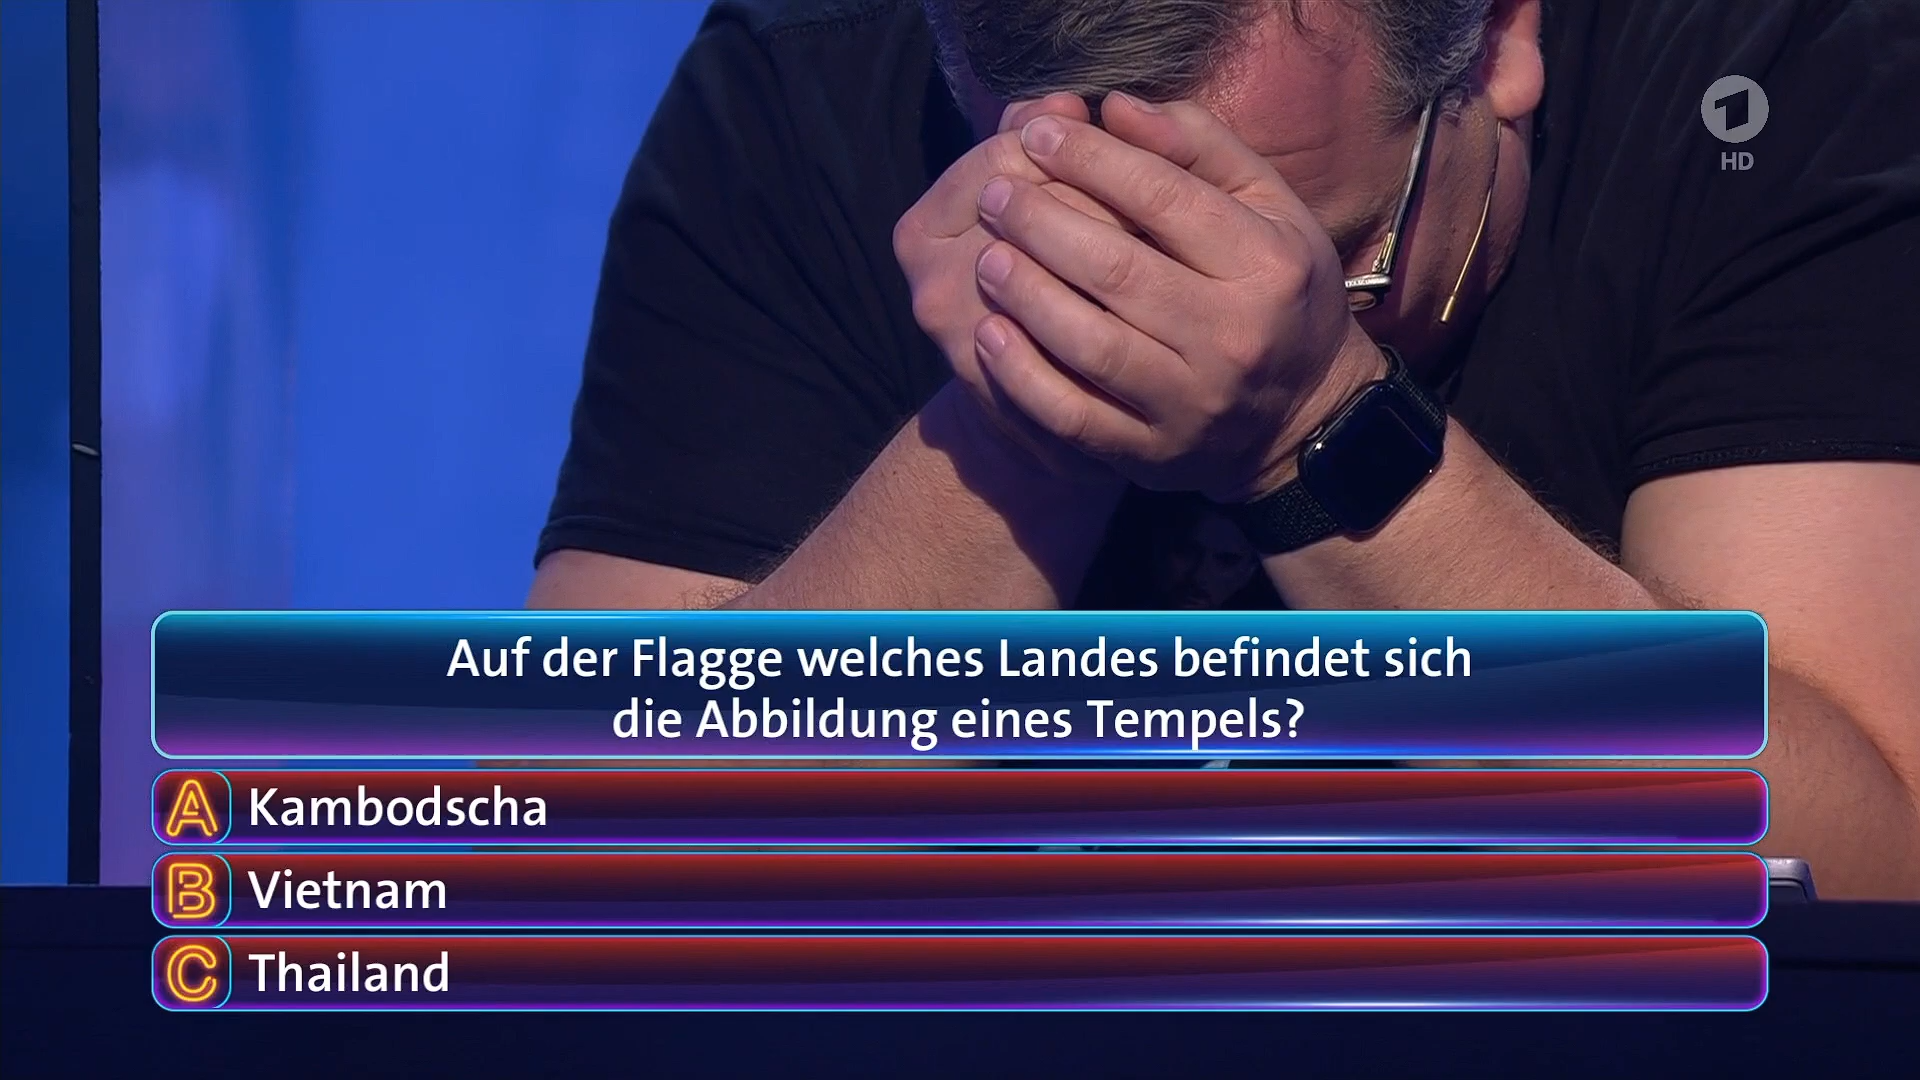 1
HD
Auf der Flagge welches Landes befindet sich
die Abbildung eines Tempels?
A Kambodscha
B Vietnam
C Thailand